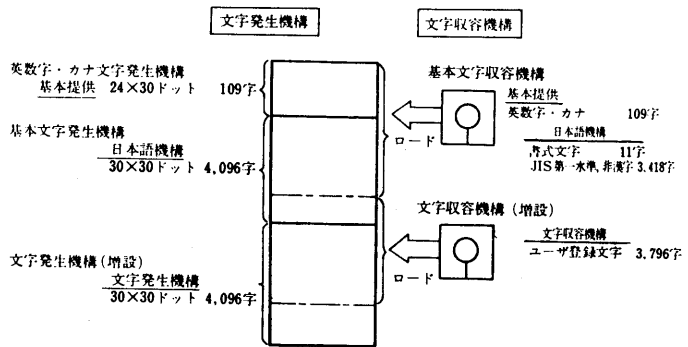 文字発生機構
文字収容機構
英数字・カナ文字発生機構
基本提供 24×30ドット 109字
基本文字発生機構
日本語機構
30×30ドット 4,096字
文字発生機構(増設)
文字発生機構
30×30ドット 4,096字
基本文字収容機構
基本提供
英数字・カナ 109字
日本語機構
書式文字 11字
JIS第一水準,非漢字 3.418字
ロード
文字収容機構(増設)
文字収容機構
ユーザ登録文字 3.796字
ロード